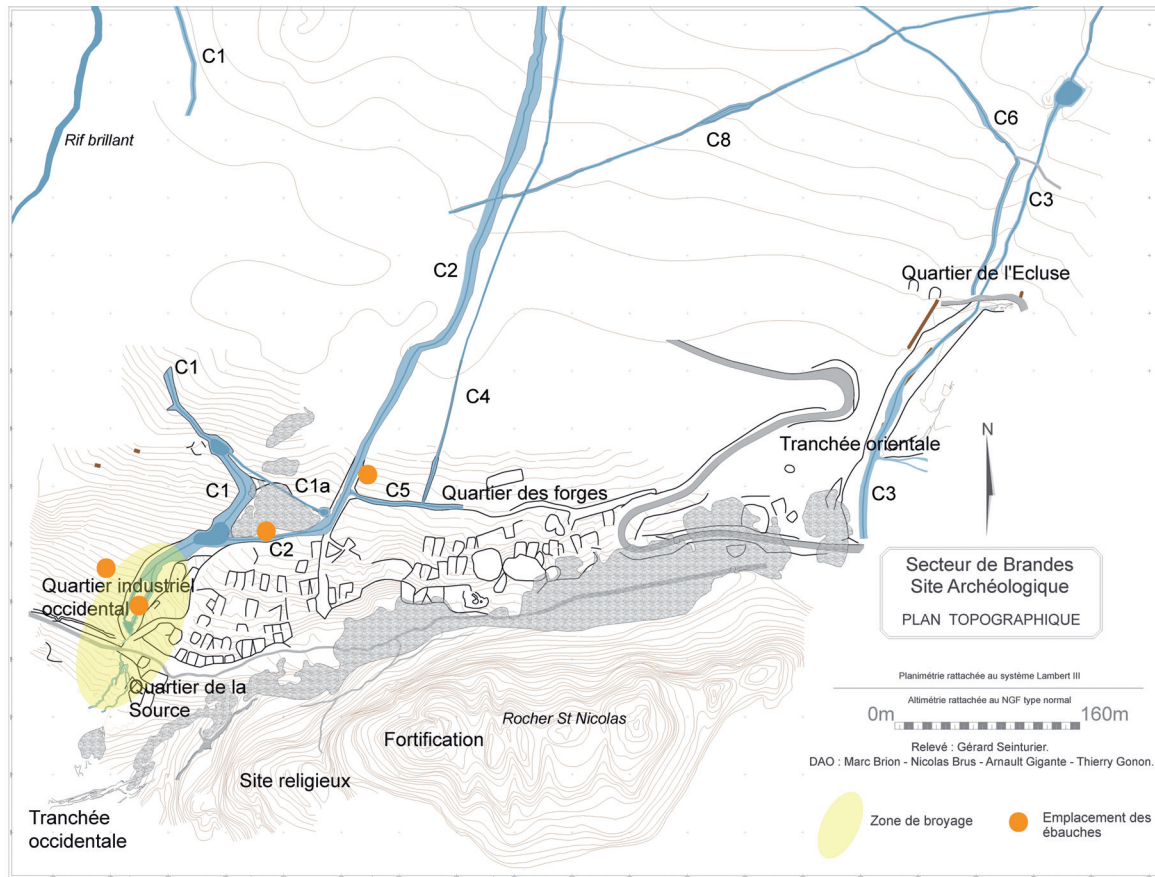 C1
Rif brillant
C8
C6
C3
C2
Quartier de l'Ecluse
C1
C4
Tranchée orientale
N
C1
C1a
C5
Quartier des forges
C3
C2
Quartier industriel
occidental
Secteur de Brandes
Site Archéologique
PLAN TOPOGRAPHIQUE
Quartier de la
Source
Rocher St Nicolas
Fortification
Site religieux
Tranchée
occidentale
Planimétrie rattachée au système Lambert III
Altimétrie rattachée au NGF type normal
0m 160m
Relevé : Gérard Seinturier.
DAO : Marc Brion - Nicolas Brus - Arnault Gigante - Thierry Gonon.
Zone de broyage
Emplacement des
ébauches